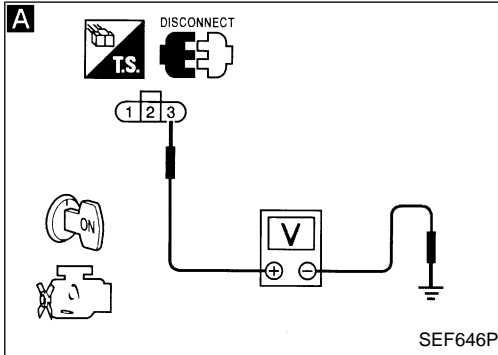 A
DISCONNECT
T.S.
1 2 3
ON
V
+ −
SEF646P